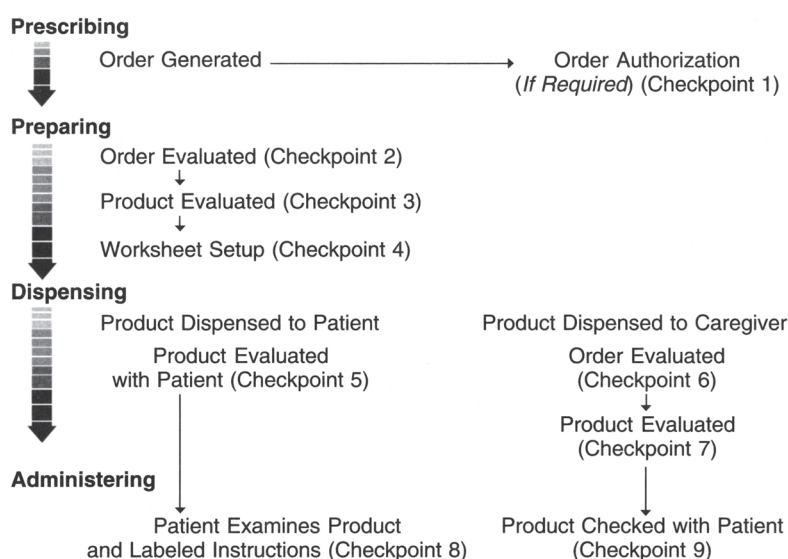 Prescribing
Order Generated
Order Authorization
(If Required) (Checkpoint 1)
Preparing
Order Evaluated (Checkpoint 2)
Product Evaluated (Checkpoint 3)
Worksheet Setup (Checkpoint 4)
Dispensing
Product Dispensed to Patient
Product Evaluated
with Patient (Checkpoint 5)
Product Dispensed to Caregiver
Order Evaluated
(Checkpoint 6)
Product Evaluated
(Checkpoint 7)
Administering
Patient Examines Product
and Labeled Instructions (Checkpoint 8)
Product Checked with Patient
(Checkpoint 9)